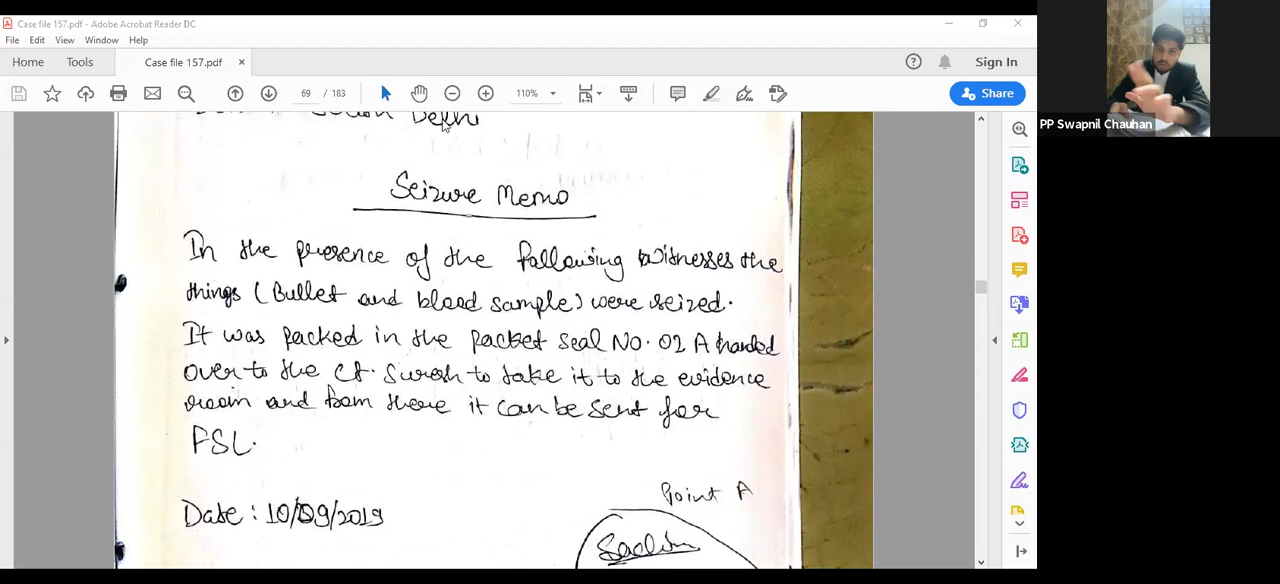 Case file 157.pdf - Adobe Acrobat Reader DC
File Edit View Window Help
Home Tools Case file 157.pdf × Sign In
69 / 183 110% Share
PP Swapnil Chauhan
Delhi
Seizure Memo
In the presence of the following Witnesses the
things (Bullet and blood sample) were seized.
It was packed in the packet seal No. 02 A handed
over to the Ct. Suresh to take it to the evidence
room and from there it can be sent for
FSL.
Date : 10/09/2019
Point A